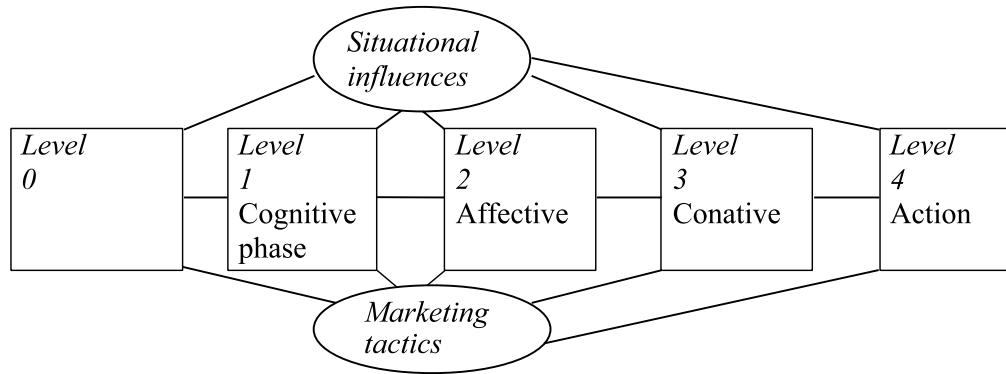 Situational
influences
Level
0
Level
1
Cognitive
phase
Level
2
Affective
Level
3
Conative
Level
4
Action
Marketing
tactics